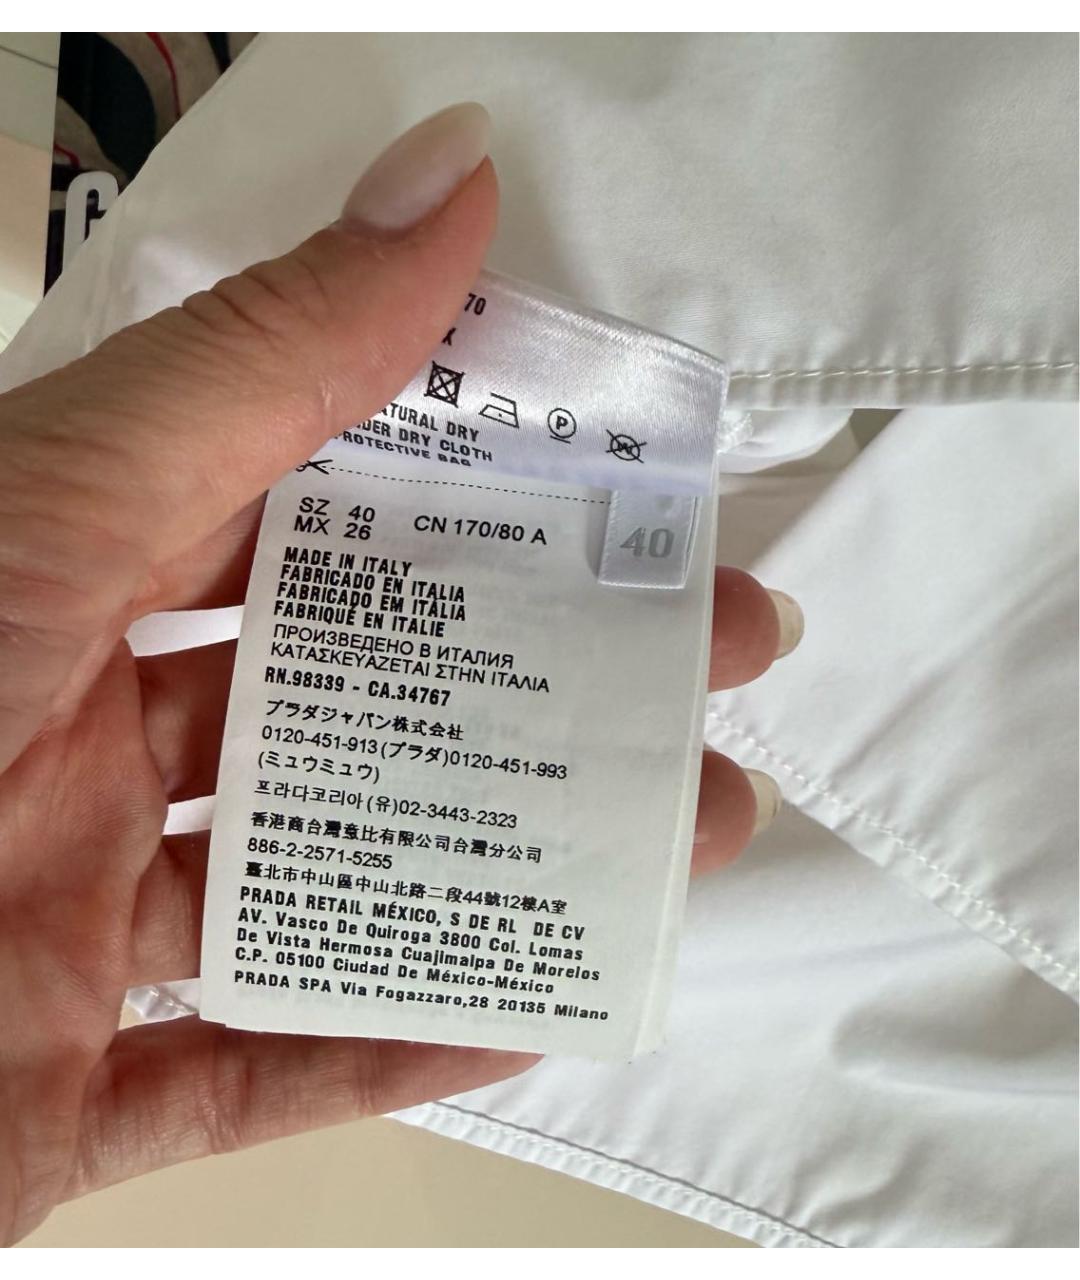 70
X
P
W
NATURAL DRY
UNDER DRY CLOTH
PROTECTIVE BAG
SZ 40 CN 170/80 A
MX 26
40
MADE IN ITALY
FABRICADO EN ITALIA
FABRICADO EM ITÁLIA
FABRIQUÉ EN ITALIE
ПРОИЗВЕДЕНО В ИТАЛИЯ
ΚΑΤΑΣΚΕΥΑΖΕΤΑΙ ΣΤΗΝ ΙΤΑΛΙΑ
RN.98339 - CA.34767
プラダジャパン株式会社
0120-451-913(プラダ)0120-451-993
(ミュウミュウ)
프라다코리아(유)02-3443-2323
香港商台灣意比有限公司台灣分公司
886-2-2571-5255
臺北市中山區中山北路二段44號12樓A室
PRADA RETAIL MÉXICO, S DE RL DE CV
AV. Vasco De Quiroga 3800 Col. Lomas
De Vista Hermosa Cuajimalpa De Morelos
C.P. 05100 Ciudad De México-México
PRADA SPA Via Fogazzaro,28 20135 Milano